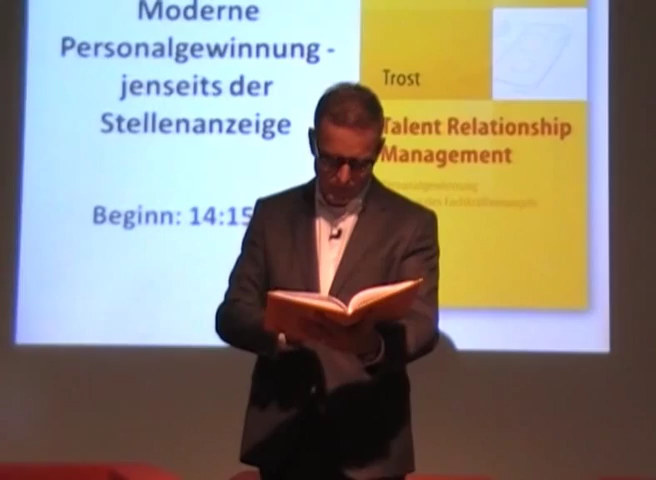 Moderne
Personalgewinnung -
jenseits der
Stellenanzeige
Beginn: 14:15
Trost
Talent Relationship
Management